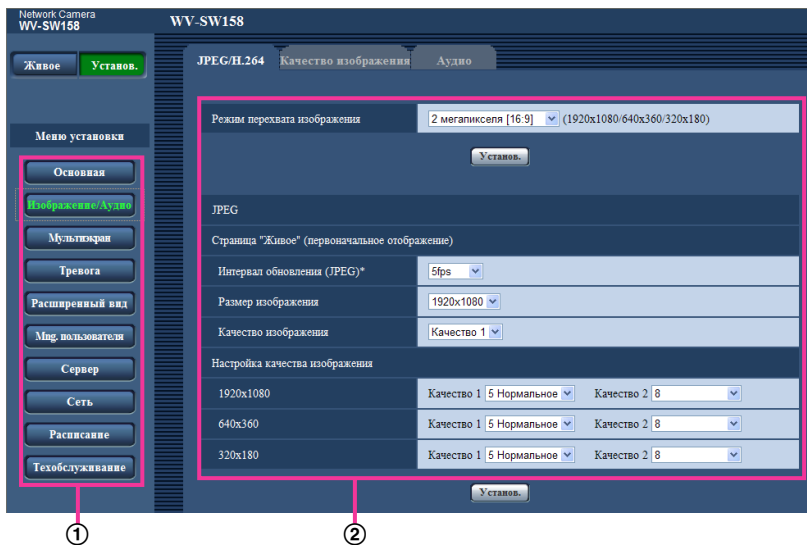 Network Camera
WV-SW158
WV-SW158
Живое Установ.
Меню установки
Основная
Изображение/Аудио
Мультиэкран
Тревога
Расширенный вид
Mng. пользователя
Сервер
Сеть
Расписание
Техобслуживание
JPEG/H.264 Качество изображения Аудио
Режим перехвата изображения 2 мегапикселя [16:9] (1920x1080/640x360/320x180)
Установ.
JPEG
Страница "Живое" (первоначальное отображение)
Интервал обновления (JPEG)* 5fps
Размер изображения 1920x1080
Качество изображения Качество 1
Настройка качества изображения
1920x1080 Качество 1 5 Нормальное Качество 2 8
640x360 Качество 1 5 Нормальное Качество 2 8
320x180 Качество 1 5 Нормальное Качество 2 8
Установ.
1 2